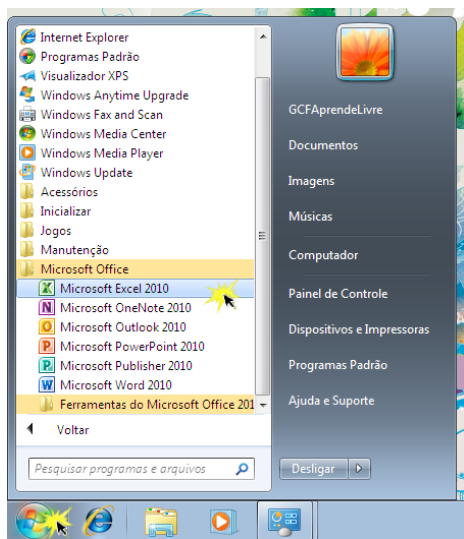 Internet Explorer
Programas Padrão
Visualizador XPS
Windows Anytime Upgrade
Windows Fax and Scan
Windows Media Center
Windows Media Player
Windows Update
Acessórios
Inicializar
Jogos
Manutenção
Microsoft Office
Microsoft Excel 2010
Microsoft OneNote 2010
Microsoft Outlook 2010
Microsoft PowerPoint 2010
Microsoft Publisher 2010
Microsoft Word 2010
Ferramentas do Microsoft Office 201
Voltar
Pesquisar programas e arquivos
GCFAprendeLivre
Documentos
Imagens
Músicas
Computador
Painel de Controle
Dispositivos e Impressoras
Programas Padrão
Ajuda e Suporte
Desligar